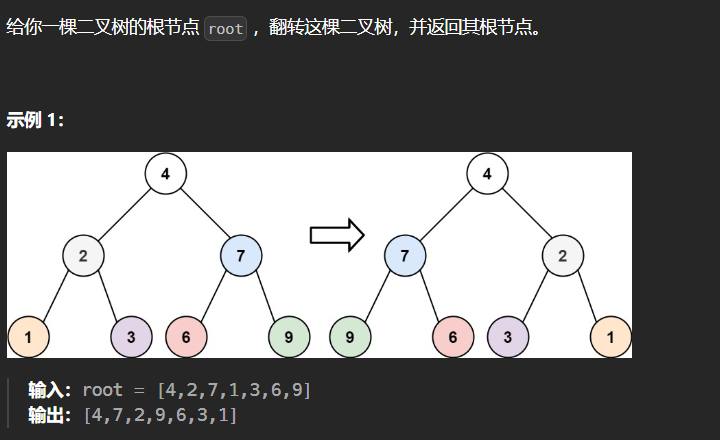 给你一棵二叉树的根节点 root ，翻转这棵二叉树，并返回其根节点。
示例 1：
4 4
2 7 7 2
1 3 6 9 9 6 3 1
输入：root = [4,2,7,1,3,6,9]
输出：[4,7,2,9,6,3,1]